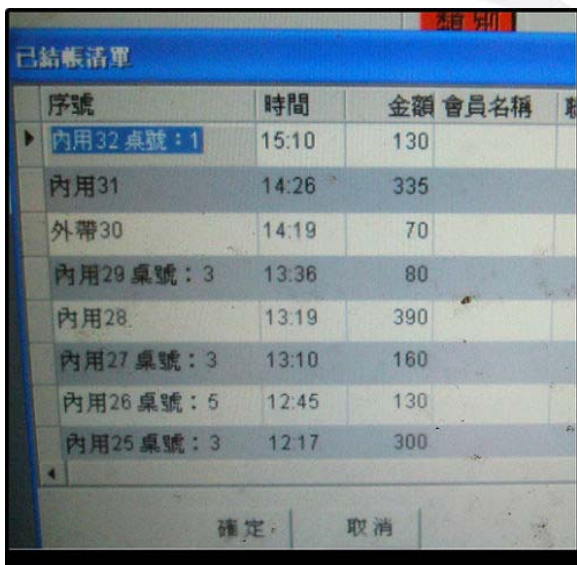 類別
已結帳清單
序號 時間 金額 會員名稱
內用32 桌號：1 15:10 130
內用31 14:26 335
外帶30 14:19 70
內用29 桌號：3 13:36 80
內用28 13:19 390
內用27 桌號：3 13:10 160
內用26 桌號：5 12:45 130
內用25 桌號：3 12:17 300
確定 取消